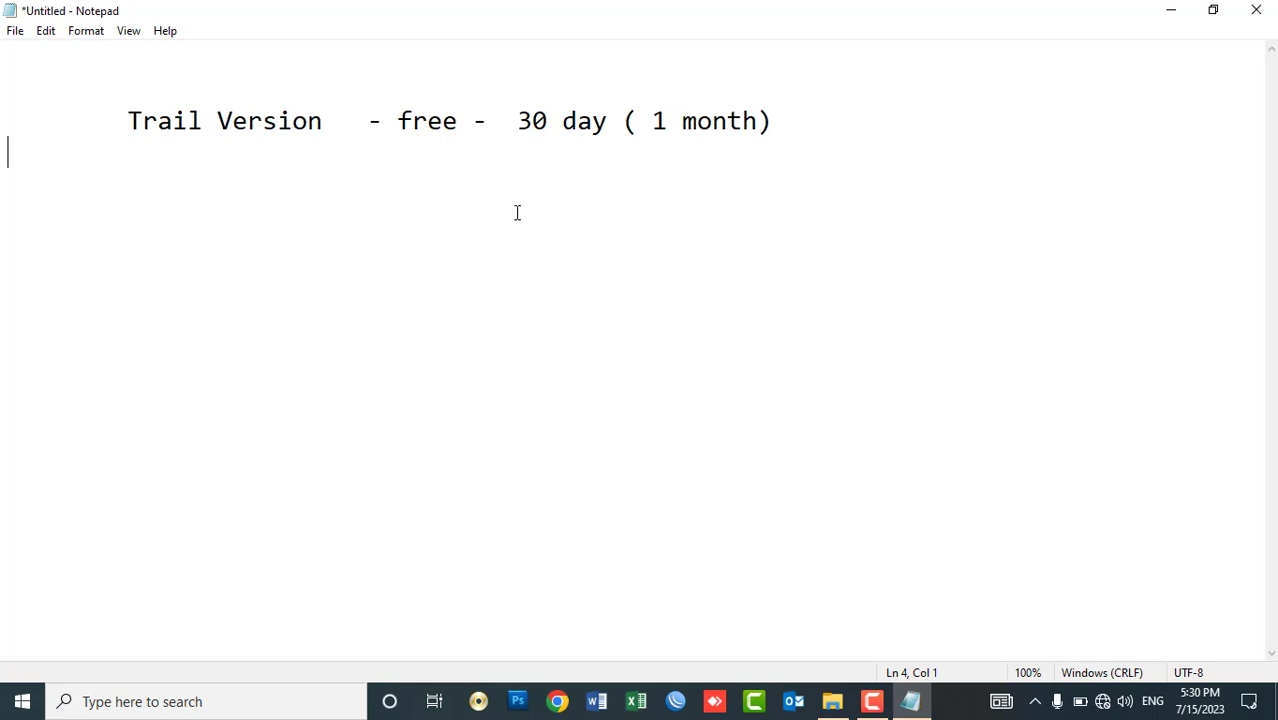 *Untitled - Notepad
File Edit Format View Help
Trail Version - free - 30 day ( 1 month)
Ln 4, Col 1 100% Windows (CRLF) UTF-8
Type here to search
Ps
ENG
5:30 PM
7/15/2023